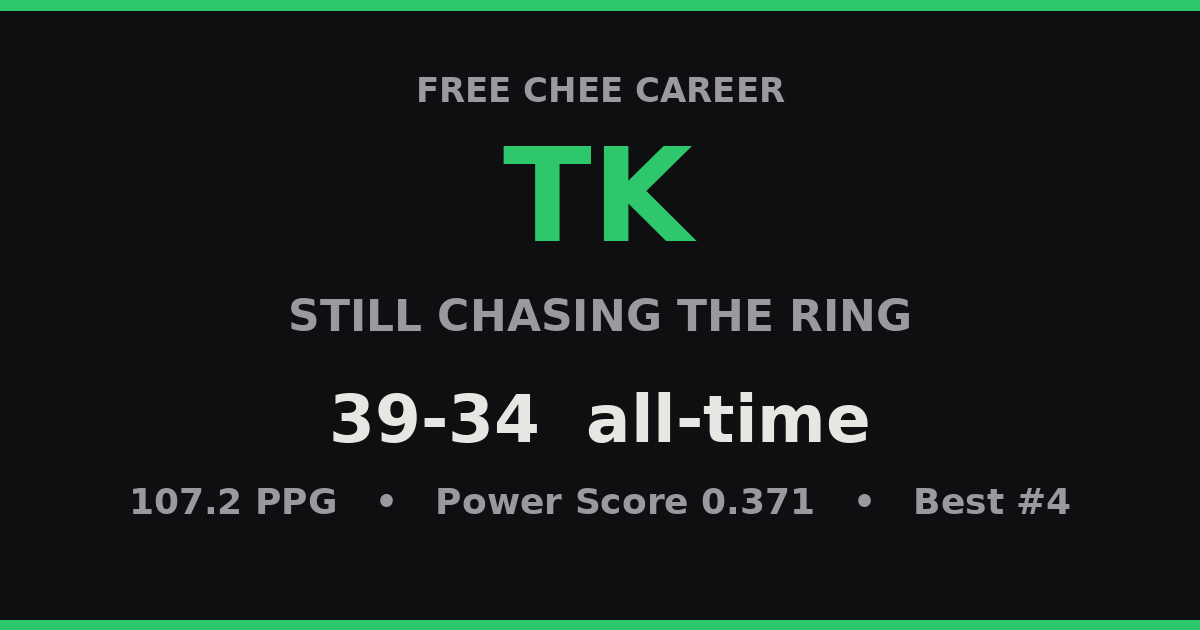 FREE CHEE CAREER
TK
STILL CHASING THE RING
39-34 all-time
107.2 PPG • Power Score 0.371 • Best #4